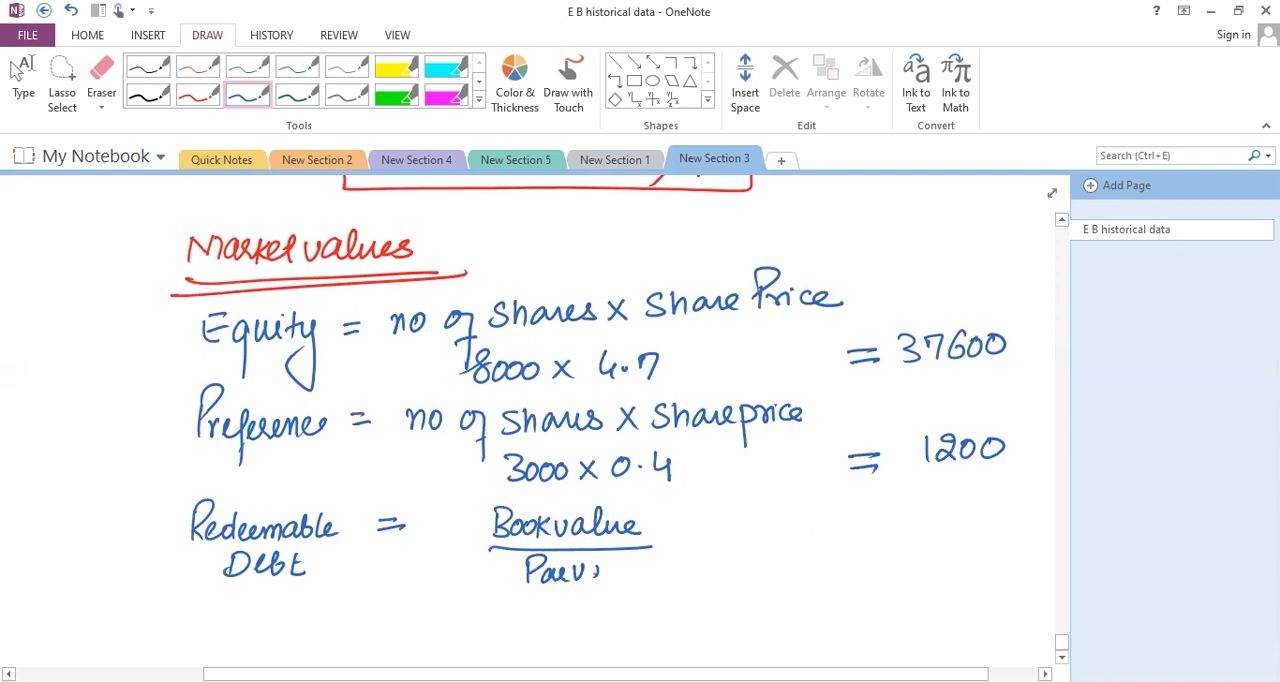 E B historical data - OneNote
?
Sign in
FILE HOME INSERT DRAW HISTORY REVIEW VIEW
Type
Lasso Select
Eraser
Color & Thickness
Draw with Touch
Insert Space
Delete
Arrange
Rotate
Ink to Text
Ink to Math
Tools
Shapes
Edit
Convert
My Notebook
Quick Notes
New Section 2
New Section 4
New Section 5
New Section 1
New Section 3
Search (Ctrl+E)
Add Page
E B historical data
Market values
Equity = no of shares x share Price
8000 x 4.7 = 37600
Preference = no of shares x share price
3000 x 0.4 = 1200
Redeemable = Book value
Debt